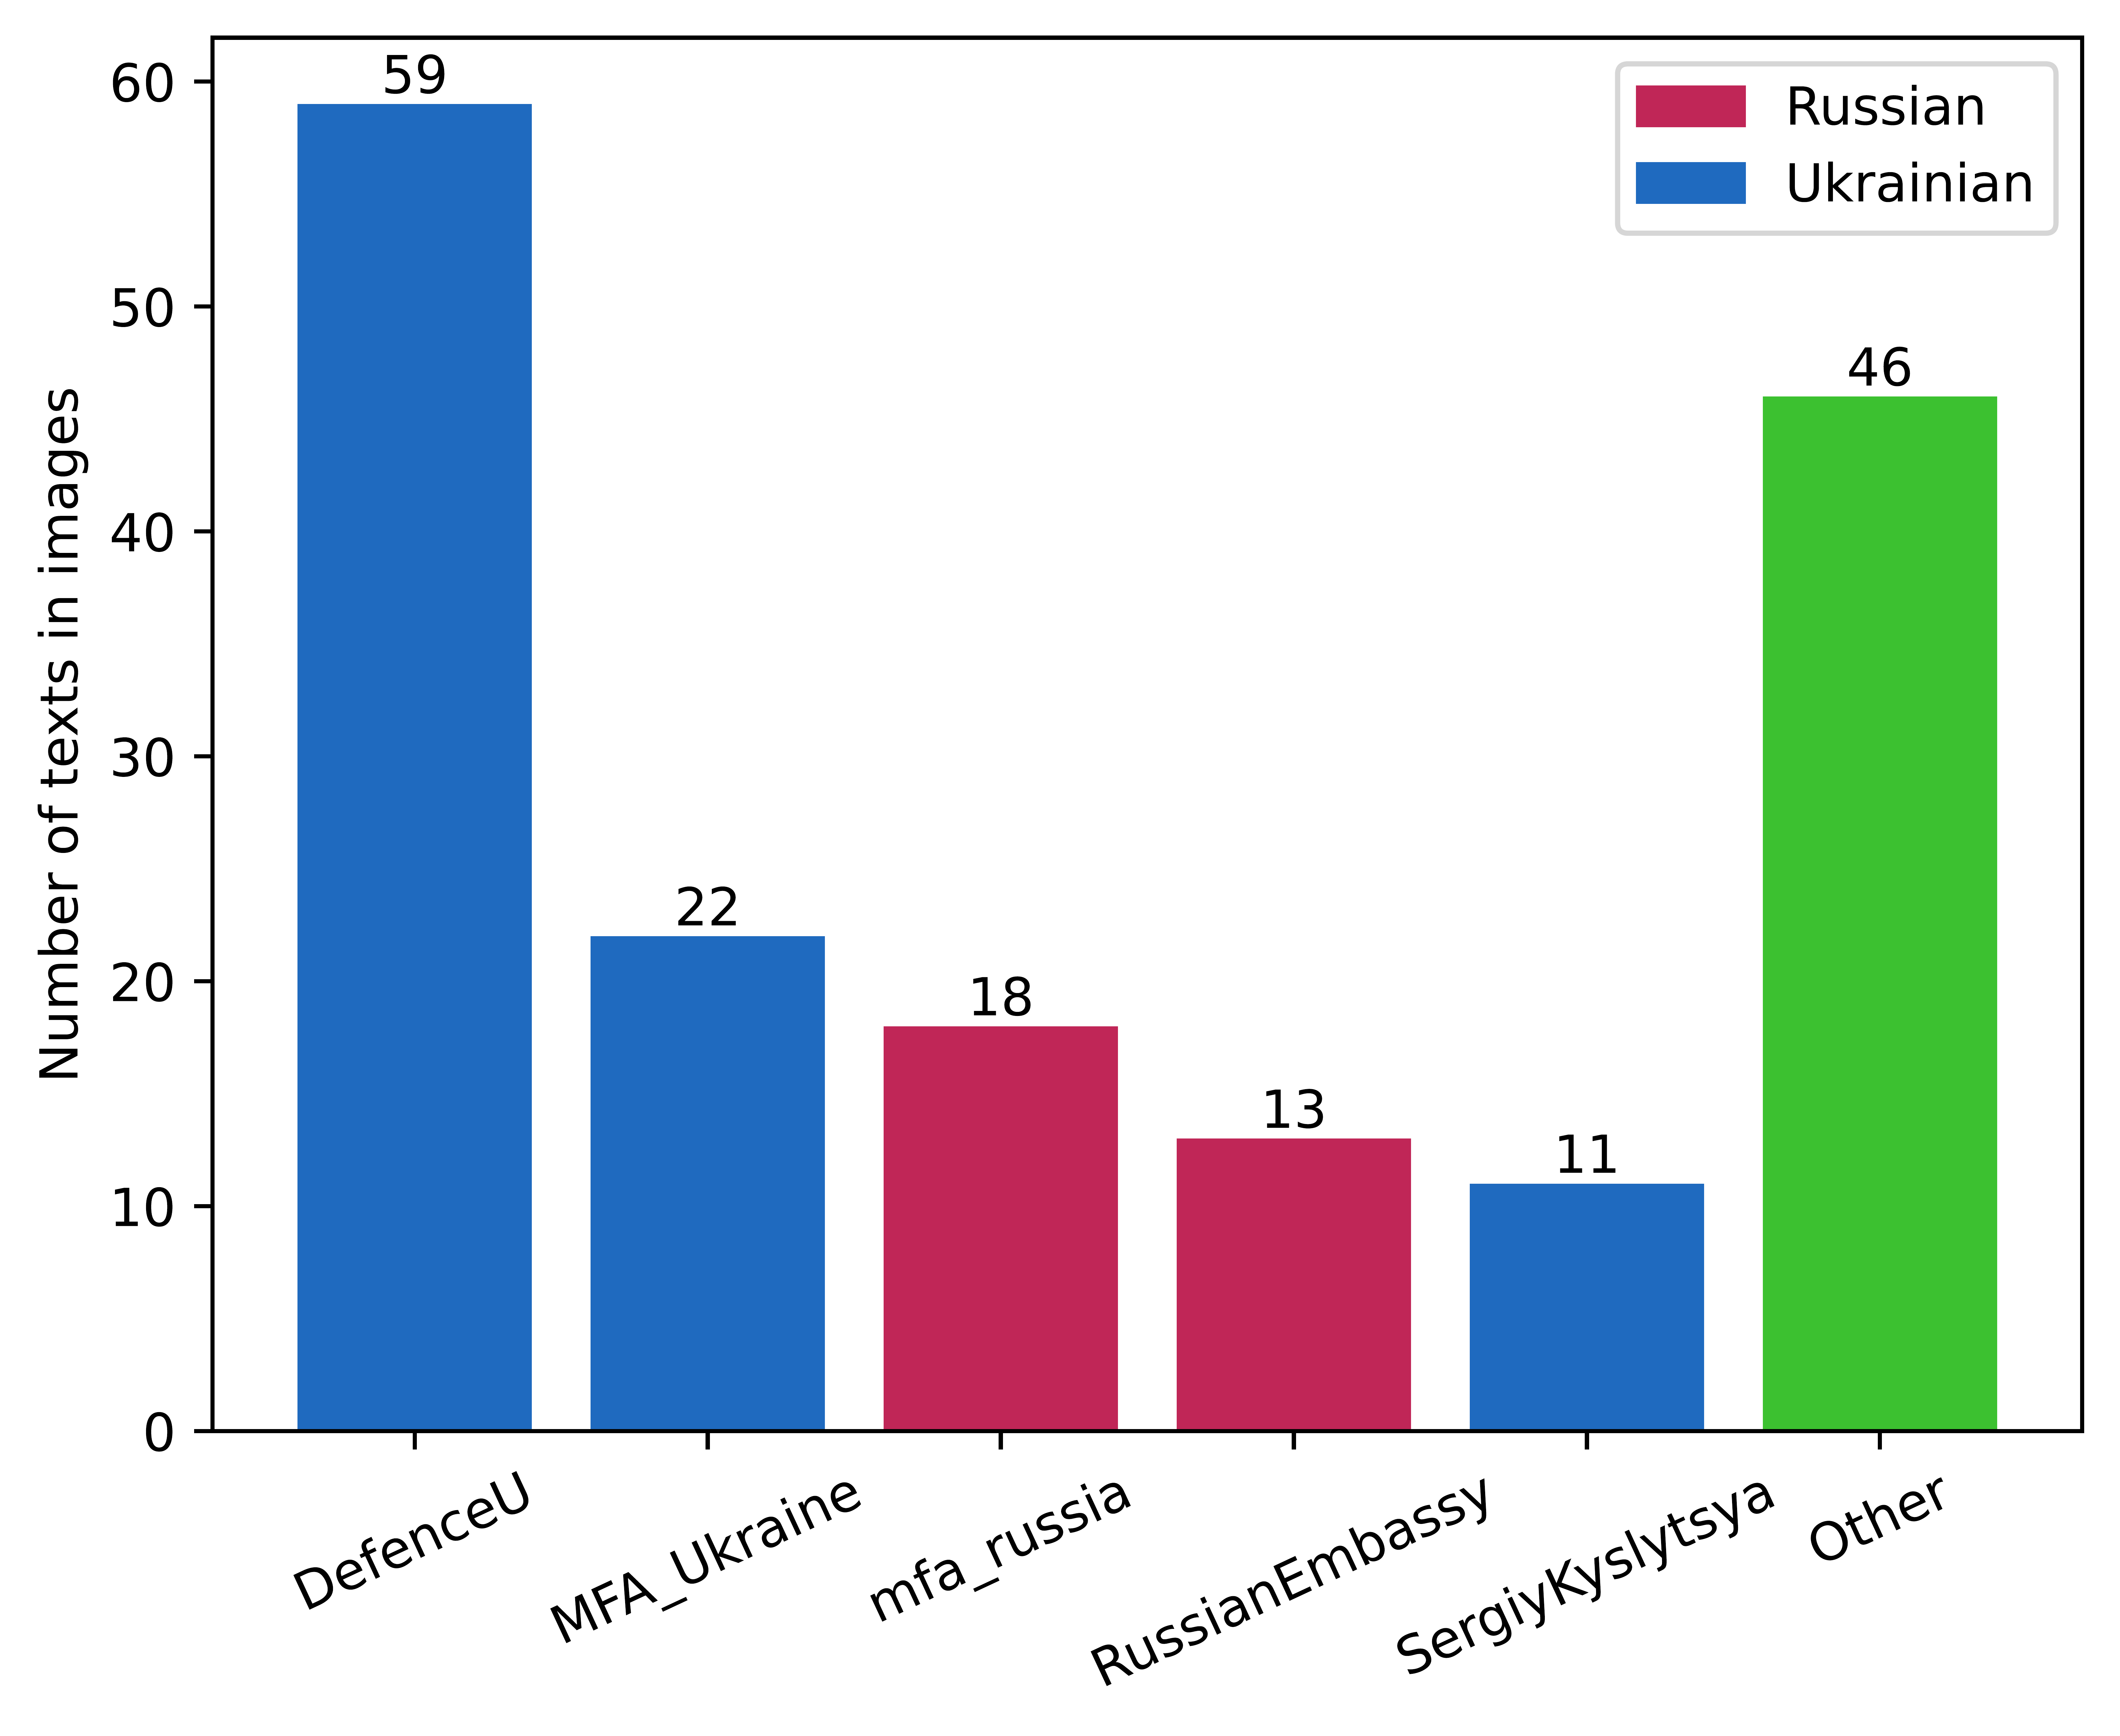 Number of texts in images
60
50
40
30
20
10
0
59
22
18
13
11
46
Russian
Ukrainian
DefenceU
MFA_Ukraine
mfa_russia
RussianEmbassy
SergiyKyslytsya
Other